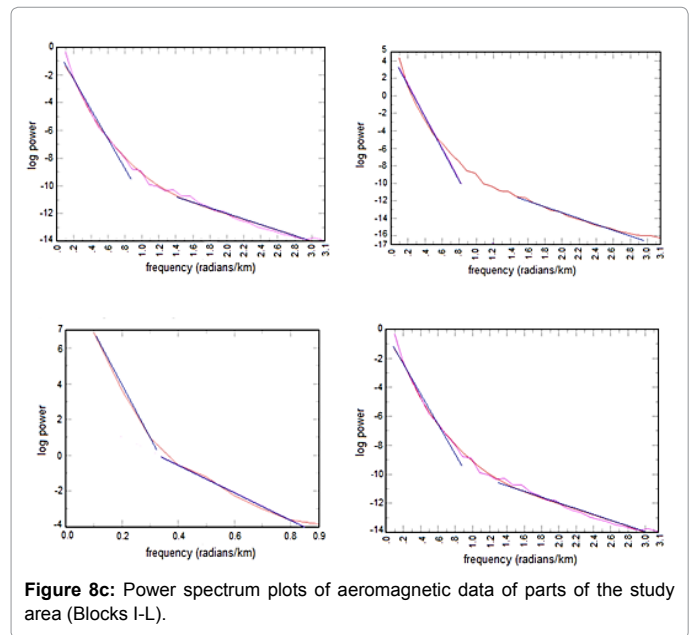 0
-2
-4
-6
-8
-10
-12
-14
log power
.0 .2 .4 .6 .8 1.0 1.2 1.4 1.6 1.8 2.0 2.2 2.4 2.6 2.8 3.0 3.1
frequency (radians/km)
5
4
2
0
-2
-4
-6
-8
-10
-12
-14
-16
-17
log power
.0 .2 .4 .6 .8 1.0 1.2 1.4 1.6 1.8 2.0 2.2 2.4 2.6 2.8 3.0 3.1
frequency (radians/km)
7
6
4
2
0
-2
-4
log power
0.0 0.2 0.4 0.6 0.8 0.9
frequency (radians/km)
0
-2
-4
-6
-8
-10
-12
-14
log power
.0 .2 .4 .6 .8 1.0 1.2 1.4 1.6 1.8 2.0 2.2 2.4 2.6 2.8 3.0 3.1
frequency (radians/km)
Figure 8c: Power spectrum plots of aeromagnetic data of parts of the study
area (Blocks I-L).